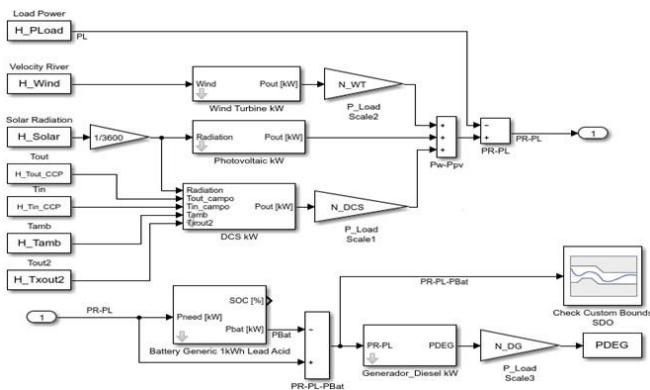 Load Power
H_PLoad
PL
Velocity River
H_Wind
Wind
Pout [kW]
Wind Turbine kW
N_WT
P_Load
Scale2
Solar Radiation
H_Solar
1/3600
Radiation
Pout [kW]
Photovoltaic kW
Pw-Ppv
PR-PL
PR-PL
1
Tout
H_Tout_CCP
Tin
H_Tin_CCP
Tamb
H_Tamb
Tout2
H_Txout2
Radiation
Tout_campo
Tin_campo
Tamb
Txout2
Pout [kW]
DCS kW
N_DCS
P_Load
Scale1
1
PR-PL
SOC [%]
Pneed [kW]
Pbat [kW]
Battery Generic 1kWh Lead Acid
PBat
PR-PL-PBat
PR-PL-PBat
PR-PL
PDEG
Generador_Diesel kW
N_DG
P_Load
Scale3
PDEG
Check Custom Bounds
SDO